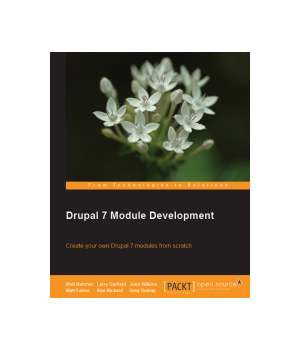 From Technologies to Solutions
Drupal 7 Module Development
Create your own Drupal 7 modules from scratch
Matt Butcher Larry Garfield John Wilkins
Matt Farina Ken Rickard Greg Dunlap
PACKT
open source
PUBLISHING